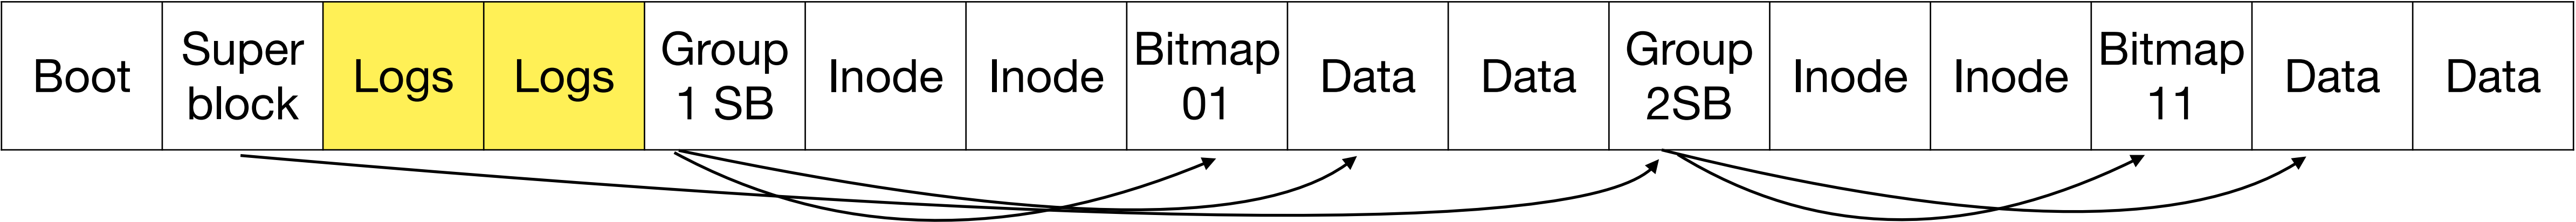 Boot
Super
block
Logs
Logs
Group
1 SB
Inode
Inode
Bitmap
01
Data
Data
Group
2SB
Inode
Inode
Bitmap
11
Data
Data